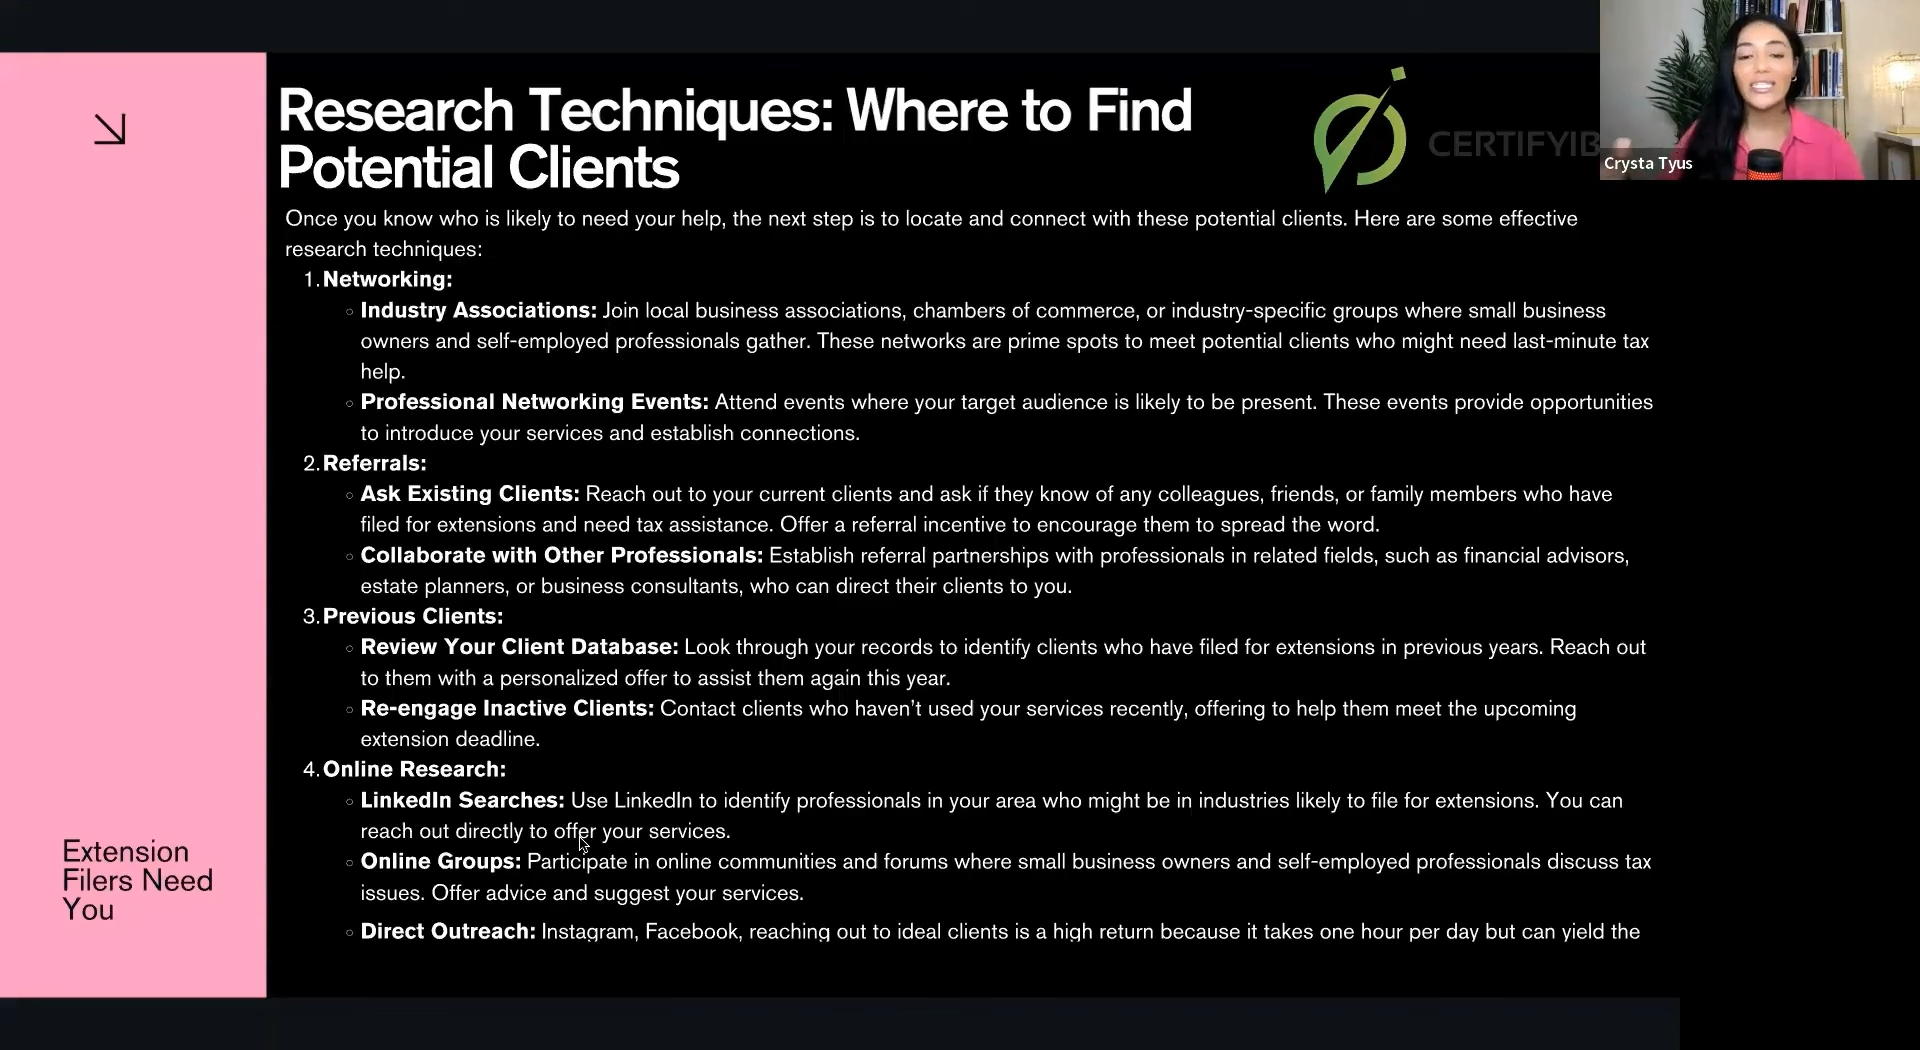 Research Techniques: Where to Find
Potential Clients
CERTIFYIB
Crysta Tyus
Once you know who is likely to need your help, the next step is to locate and connect with these potential clients. Here are some effective
research techniques:
1. Networking:
◦ Industry Associations: Join local business associations, chambers of commerce, or industry-specific groups where small business
owners and self-employed professionals gather. These networks are prime spots to meet potential clients who might need last-minute tax
help.
◦ Professional Networking Events: Attend events where your target audience is likely to be present. These events provide opportunities
to introduce your services and establish connections.
2. Referrals:
◦ Ask Existing Clients: Reach out to your current clients and ask if they know of any colleagues, friends, or family members who have
filed for extensions and need tax assistance. Offer a referral incentive to encourage them to spread the word.
◦ Collaborate with Other Professionals: Establish referral partnerships with professionals in related fields, such as financial advisors,
estate planners, or business consultants, who can direct their clients to you.
3. Previous Clients:
◦ Review Your Client Database: Look through your records to identify clients who have filed for extensions in previous years. Reach out
to them with a personalized offer to assist them again this year.
◦ Re-engage Inactive Clients: Contact clients who haven’t used your services recently, offering to help them meet the upcoming
extension deadline.
4. Online Research:
◦ LinkedIn Searches: Use LinkedIn to identify professionals in your area who might be in industries likely to file for extensions. You can
reach out directly to offer your services.
◦ Online Groups: Participate in online communities and forums where small business owners and self-employed professionals discuss tax
issues. Offer advice and suggest your services.
◦ Direct Outreach: Instagram, Facebook, reaching out to ideal clients is a high return because it takes one hour per day but can yield the
Extension
Filers Need
You